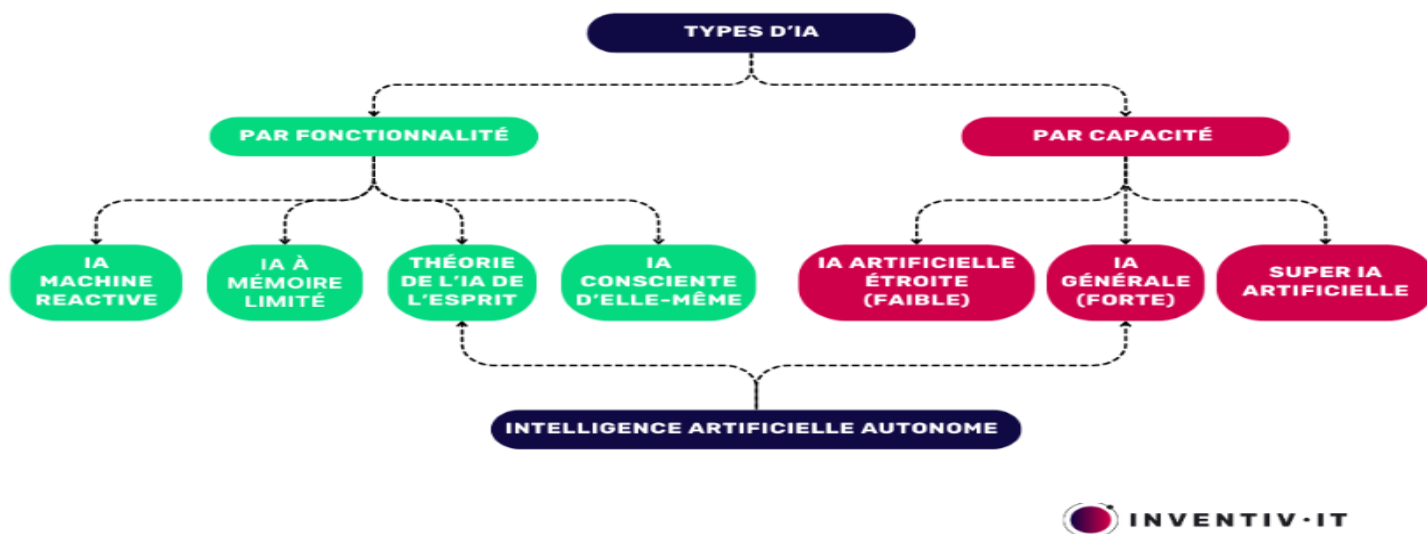 TYPES D'IA
PAR FONCTIONNALITÉ
PAR CAPACITÉ
IA
MACHINE
REACTIVE
IA À
MÉMOIRE
LIMITÉ
THÉORIE
DE L'IA DE
L'ESPRIT
IA
CONSCIENTE
D'ELLE-MÊME
IA ARTIFICIELLE
ÉTROITE
(FAIBLE)
IA
GÉNÉRALE
(FORTE)
SUPER IA
ARTIFICIELLE
INTELLIGENCE ARTIFICIELLE AUTONOME
INVENTIV·IT